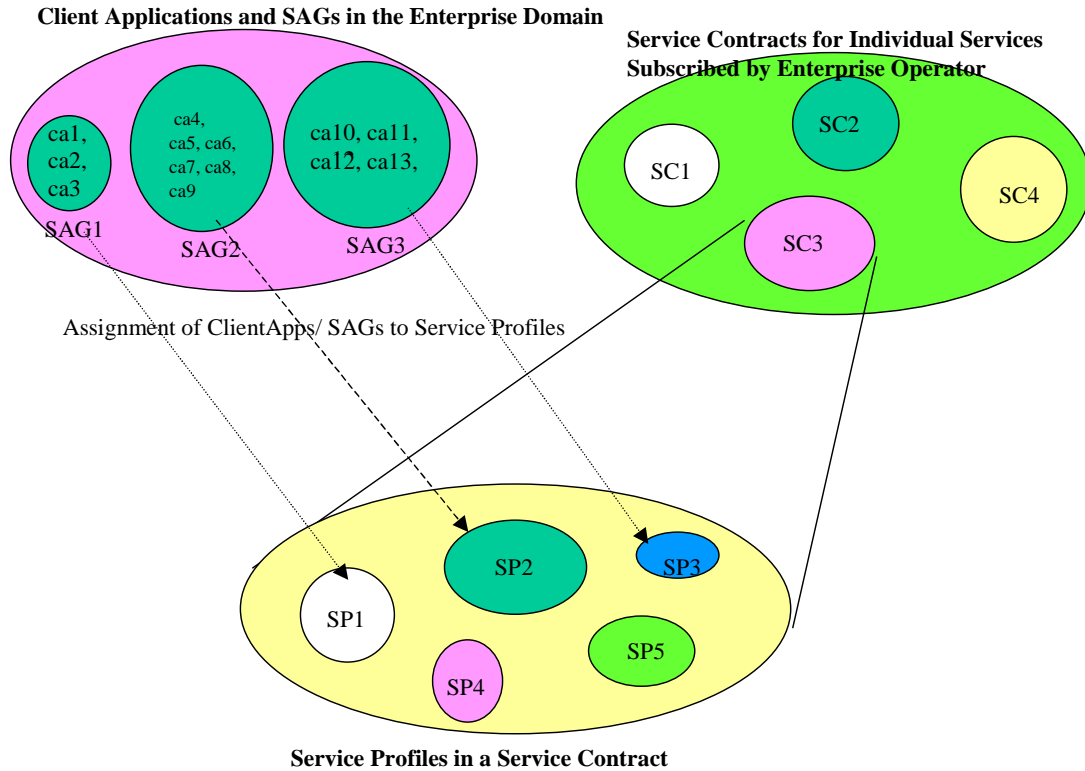 Client Applications and SAGs in the Enterprise Domain
Service Contracts for Individual Services
Subscribed by Enterprise Operator
ca1,
ca2,
ca3
SAG1
ca4,
ca5, ca6,
ca7, ca8,
ca9
SAG2
ca10, ca11,
ca12, ca13,
SAG3
SC1
SC2
SC3
SC4
Assignment of ClientApps/ SAGs to Service Profiles
SP1
SP2
SP3
SP4
SP5
Service Profiles in a Service Contract